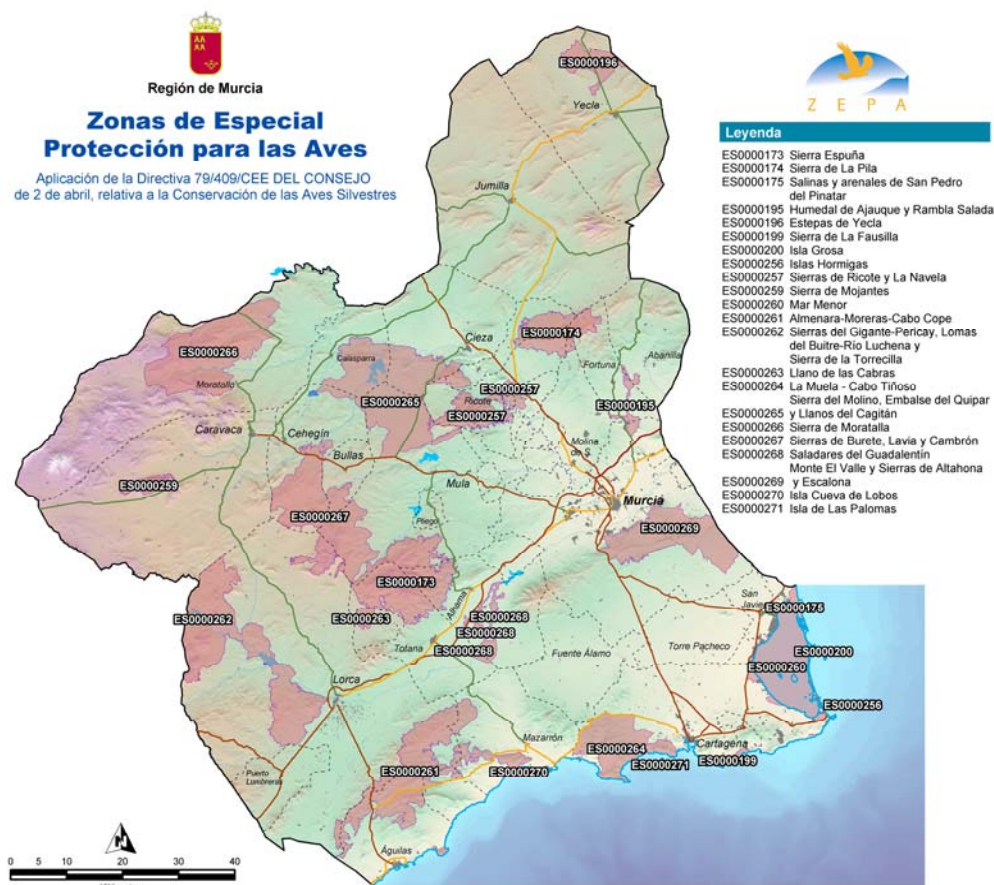 Región de Murcia
Zonas de Especial
Protección para las Aves
Aplicación de la Directiva 79/409/CEE DEL CONSEJO
de 2 de abril, relativa a la Conservación de las Aves Silvestres
ZEPA
Leyenda
ES0000173 Sierra Espuña
ES0000174 Sierra de La Pila
ES0000175 Salinas y arenales de San Pedro
del Pinatar
ES0000195 Humedal de Ajauque y Rambla Salada
ES0000196 Estepas de Yecla
ES0000199 Sierra de La Fausilla
ES0000200 Isla Grosa
ES0000256 Islas Hormigas
ES0000257 Sierras de Ricote y La Navela
ES0000259 Sierra de Mojantes
ES0000260 Mar Menor
ES0000261 Almenara-Moreras-Cabo Cope
ES0000262 Sierras del Gigante-Pericay, Lomas
del Buitre-Río Luchena y
Sierra de la Torrecilla
ES0000263 Llano de las Cabras
ES0000264 La Muela - Cabo Tiñoso
Sierra del Molino, Embalse del Quipar
ES0000265 y Llanos del Cagitán
ES0000266 Sierra de Moratalla
ES0000267 Sierras de Burete, Lavia y Cambrón
ES0000268 Saladares del Guadalentín
Monte El Valle y Sierras de Altahona
ES0000269 y Escalona
ES0000270 Isla Cueva de Lobos
ES0000271 Isla de Las Palomas
ES0000196
Yecla
Jumilla
ES0000174
Cieza
ES0000266
Calasparra
Fortuna
Abanilla
Moratalla
ES0000257
ES0000265
Ricote
ES0000257
ES0000195
Caravaca
Cehegín
Bullas
Molina
de S.
Mula
ES0000259
Murcia
ES0000267
Pliego
ES0000269
ES0000173
Alhama
San
Javier
ES0000175
ES0000262
ES0000263
ES0000268
ES0000268
ES0000268
Totana
Fuente Álamo
Torre Pacheco
ES0000200
ES0000260
Lorca
ES0000256
Mazarrón
Cartagena
ES0000264
ES0000199
ES0000271
ES0000270
ES0000261
Puerto
Lumbreras
Águilas
N
0 5 10 20 30 40